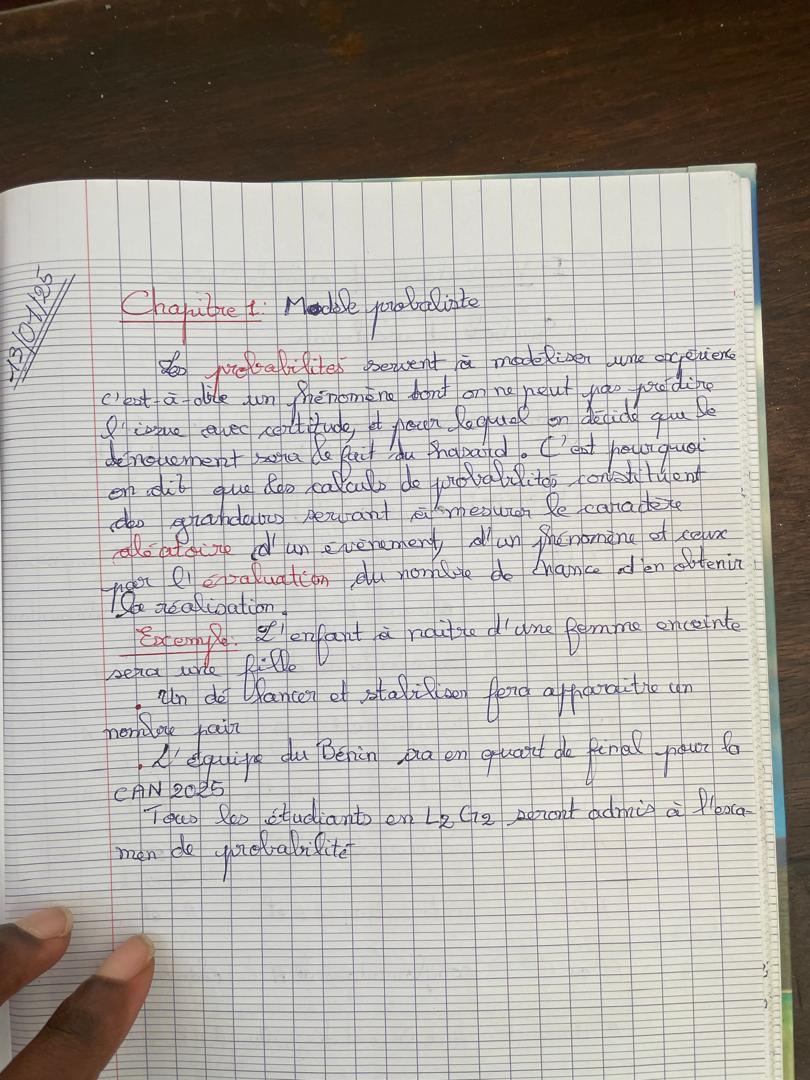 13/01/25
Chapitre 1: Modèle probaliste
Les probabilités servent à modéliser une expérience
c'est-à-dire un phénomène dont on ne peut pas prédire
l'issue avec certitude, et pour lequel on décide que le
dénouement sera le fait du hasard. C'est pourquoi
on dit que les calculs de probabilités constituent
des grandeurs servant à mesurer le caractère
aléatoire d'un évènement, d'un phénomène et ceux
par l'évaluation du nombre de chance d'en obtenir
la réalisation.
Exemple: L'enfant à naître d'une femme enceinte
sera une fille
. Un dé lancer et stabiliser fera apparaitre un
nombre pair
. L'équipe du Bénin ira en quart de final pour la
CAN 2025
Tous les étudiants en L2 G2 seront admis à l'exa-
men de probabilité